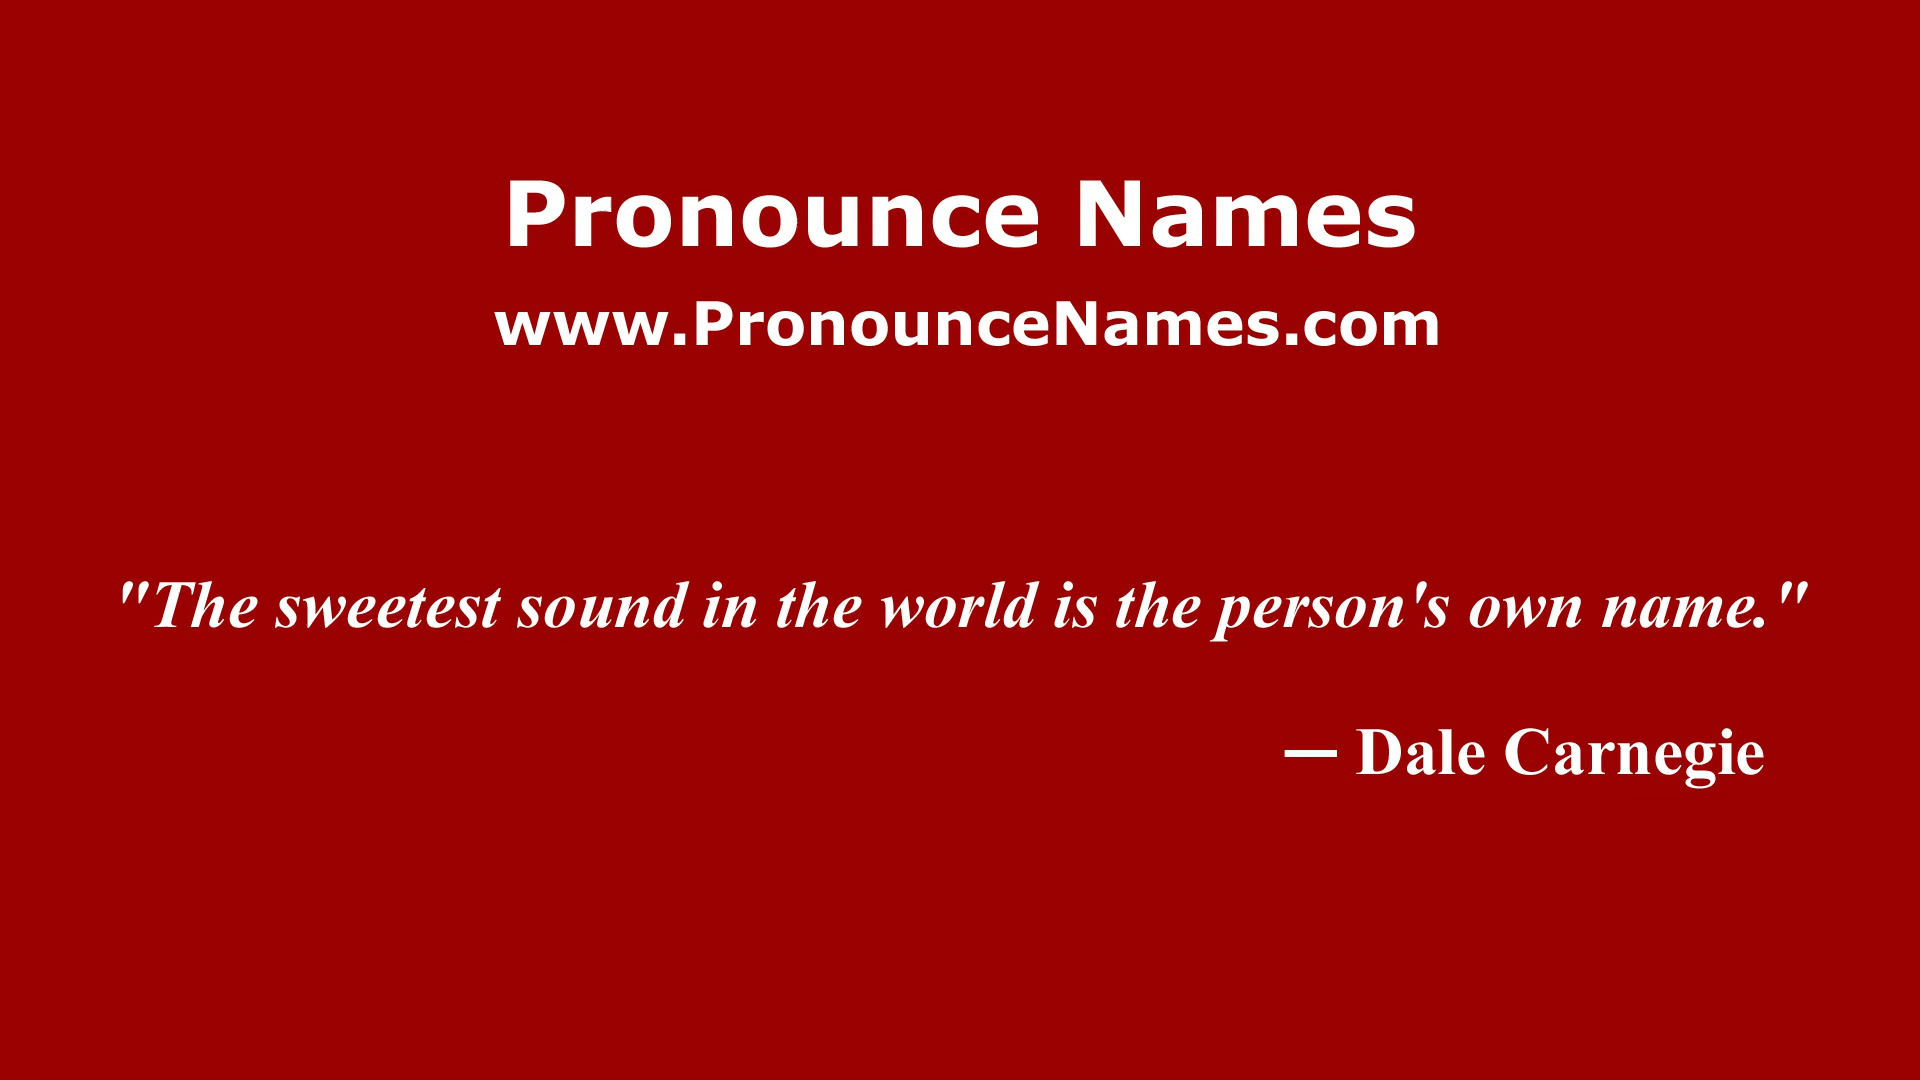 Pronounce Names
www.PronounceNames.com
"The sweetest sound in the world is the person's own name."
— Dale Carnegie